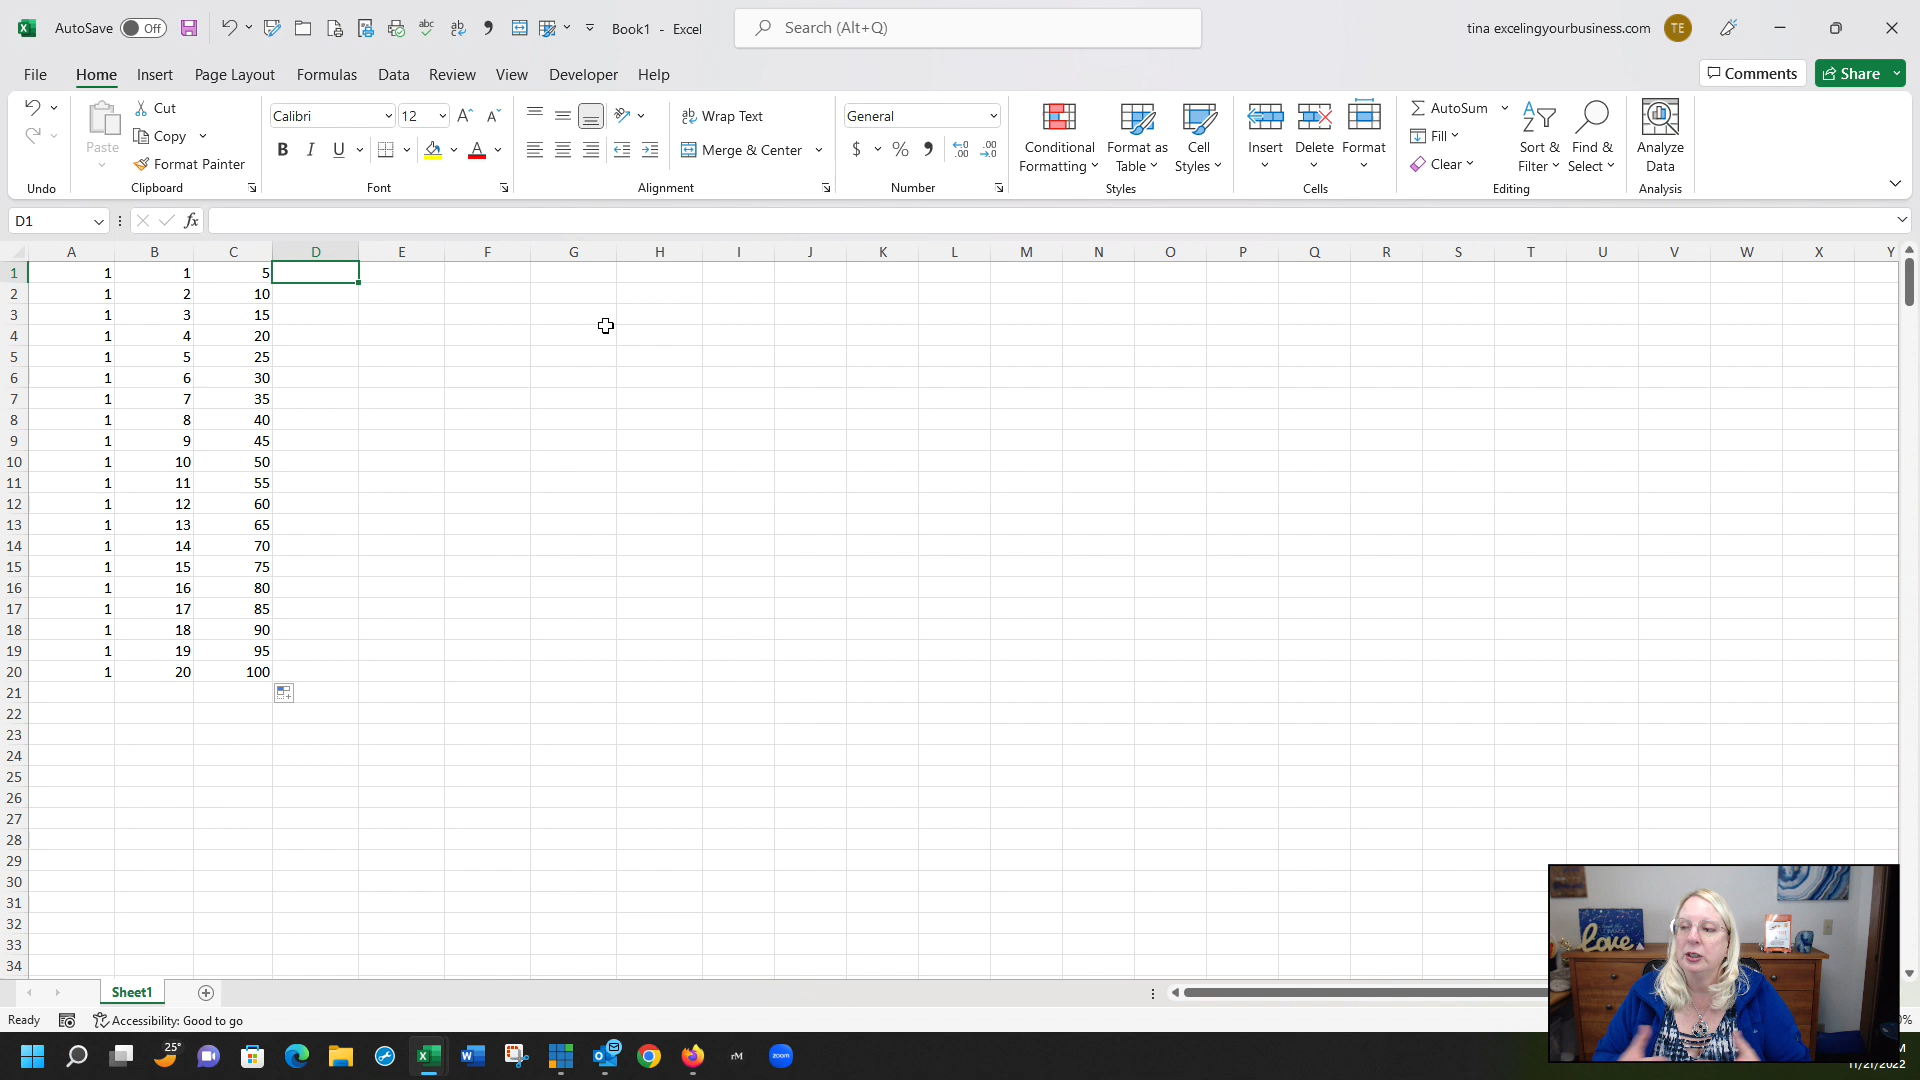 AutoSave Off Book1 - Excel Search (Alt+Q) tina excelingyourbusiness.com TE
File Home Insert Page Layout Formulas Data Review View Developer Help Comments Share
Paste Cut Calibri 12 Wrap Text General Conditional Format as Cell Insert Delete Format AutoSum Sort & Find & Analyze
Copy Merge & Center $ % Formatting Table Styles Fill Filter Select Data
Format Painter Clear
Undo Clipboard Font Alignment Number Styles Cells Editing Analysis
D1 fx
A B C D E F G H I J K L M N O P Q R S T U V W X Y
1 1 1 5
2 1 2 10
3 1 3 15
4 1 4 20
5 1 5 25
6 1 6 30
7 1 7 35
8 1 8 40
9 1 9 45
10 1 10 50
11 1 11 55
12 1 12 60
13 1 13 65
14 1 14 70
15 1 15 75
16 1 16 80
17 1 17 85
18 1 18 90
19 1 19 95
20 1 20 100
21
22
23
24
25
26
27
28
29
30
31
32
33
34
love
Sheet1
Ready Accessibility: Good to go
25° rM zoom
11/21/2022